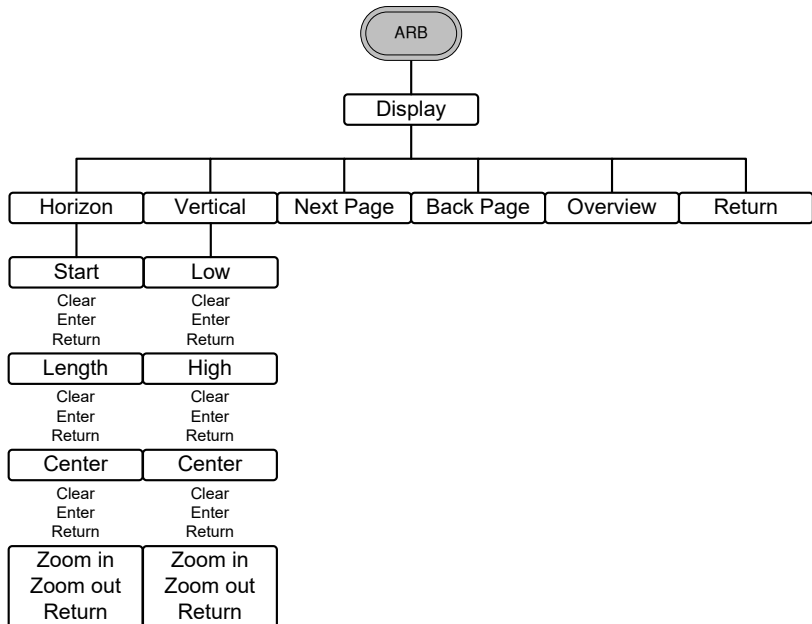 ARB
Display
Horizon Vertical Next Page Back Page Overview Return
Start Low
Clear Clear
Enter Enter
Return Return
Length High
Clear Clear
Enter Enter
Return Return
Center Center
Clear Clear
Enter Enter
Return Return
Zoom in Zoom in
Zoom out Zoom out
Return Return